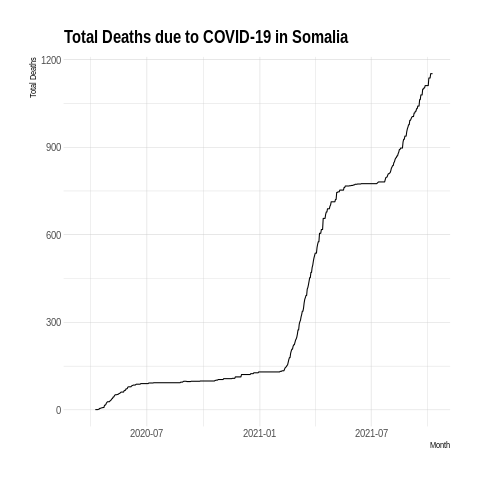 Total Deaths due to COVID-19 in Somalia
Total Deaths
1200
900
600
300
0
2020-07
2021-01
2021-07
Month